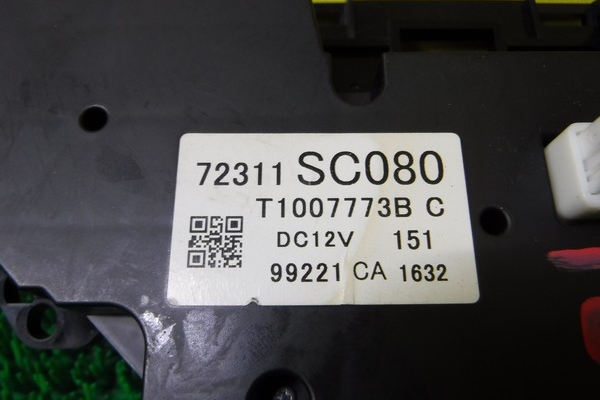 72311 SC080
T1007773B C
DC12V 151
99221 CA 1632